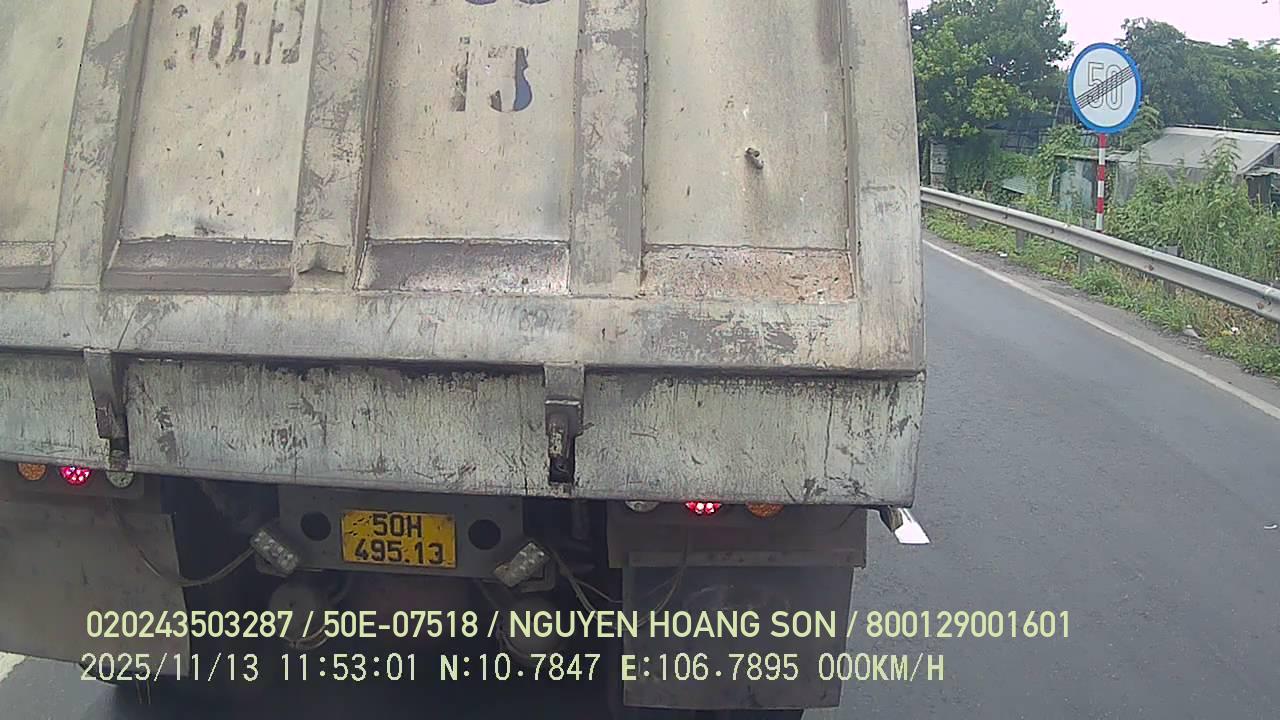 13
50
50H
495.13
020243503287 / 50E-07518 / NGUYEN HOANG SON / 800129001601
2025/11/13 11:53:01 N:10.7847 E:106.7895 000KM/H